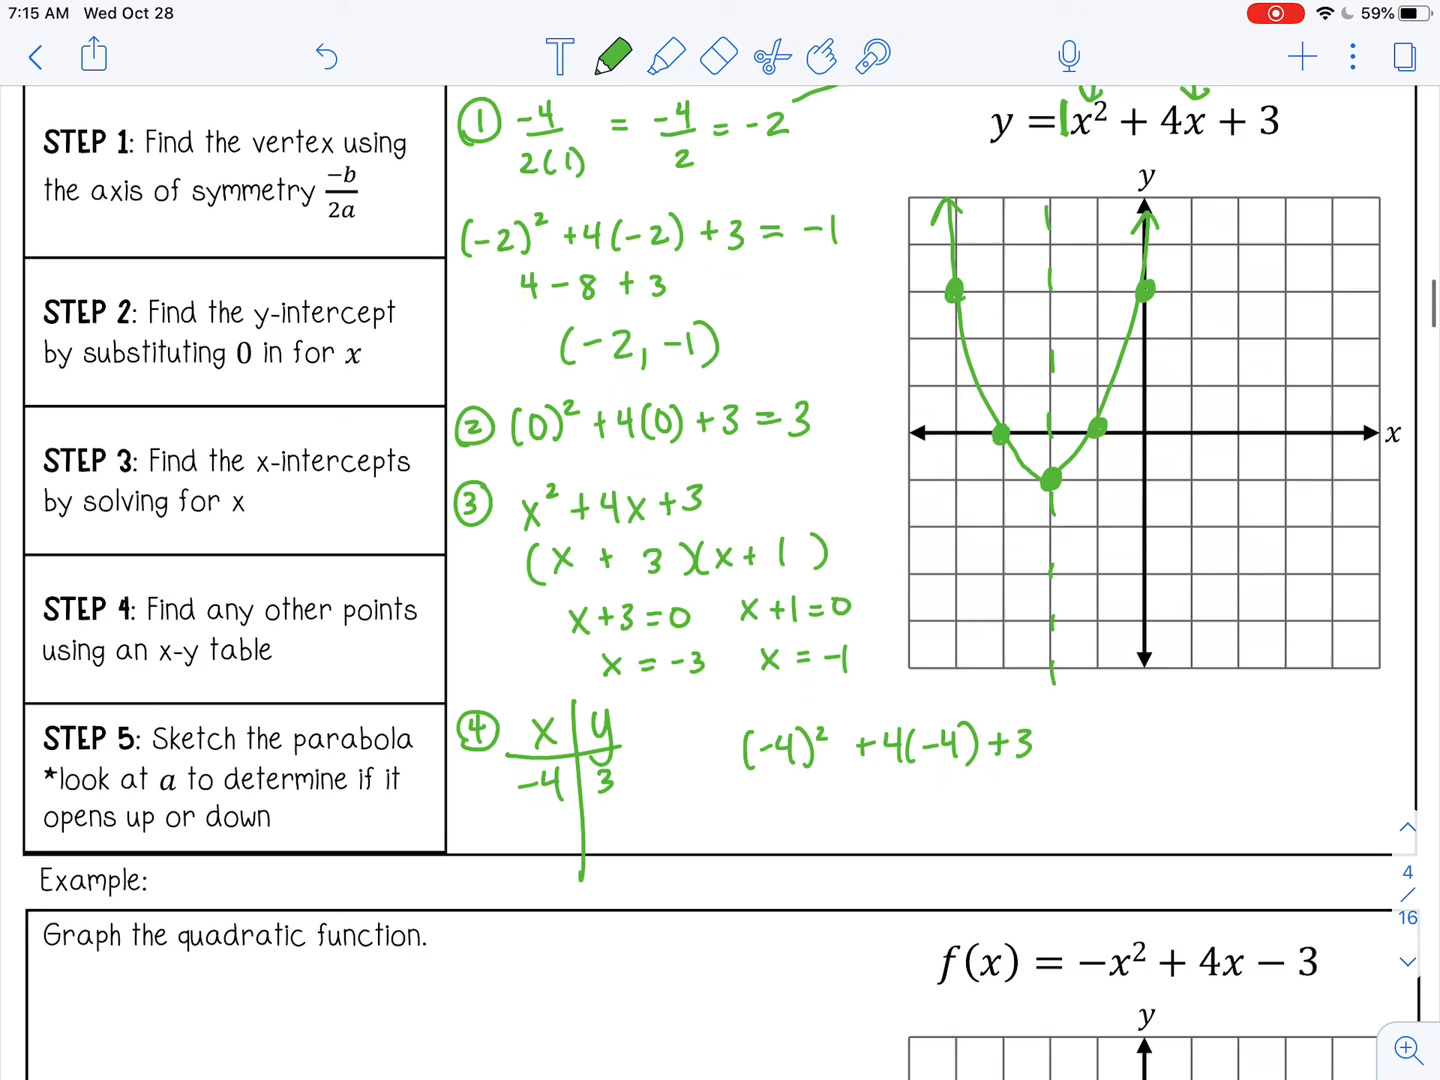 7:15 AM Wed Oct 28
59%
STEP 1: Find the vertex using
the axis of symmetry -b/2a
STEP 2: Find the y-intercept
by substituting 0 in for x
STEP 3: Find the x-intercepts
by solving for x
STEP 4: Find any other points
using an x-y table
STEP 5: Sketch the parabola
*look at a to determine if it
opens up or down
① -4/2(1) = -4/2 = -2
(-2)² +4(-2) +3 = -1
4 - 8 + 3
(-2, -1)
② (0)² +4(0) +3 = 3
③ x² +4x +3
(x + 3)(x + 1)
x +3 = 0 x +1 = 0
x = -3 x = -1
④ x y
-4 3
(-4)² +4(-4) +3
y = 1x² + 4x + 3
y
x
Example:
Graph the quadratic function.
f(x) = −x² + 4x − 3
y
4
/
16